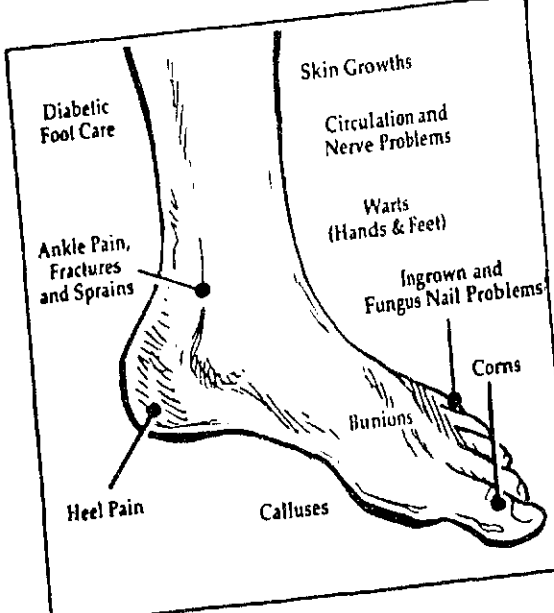 Skin Growths
Diabetic
Foot Care
Circulation and
Nerve Problems
Warts
(Hands & Feet)
Ankle Pain,
Fractures
and Sprains
Ingrown and
Fungus Nail Problems
Corns
Bunions
Heel Pain
Calluses